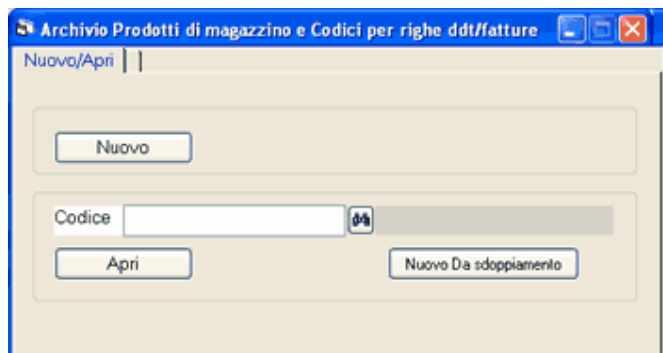 Archivio Prodotti di magazzino e Codici per righe ddt/fatture
Nuovo/Apri
Nuovo
Codice
Apri
Nuovo Da sdoppiamento